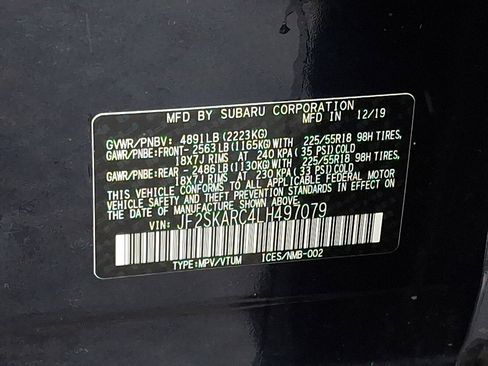 MFD BY SUBARU CORPORATION MFD IN 12/19
GVWR/PNBV: 4891LB(2223KG)
GAWR/PNBE:FRONT-2563LB(1165KG)WITH 225/55R18 98H TIRES,
18X7J RIMS AT 240 KPA(35 PSI)COLD
GAWR/PNBE:REAR -2486LB(1130KG)WITH 225/55R18 98H TIRES,
18X7J RIMS AT 230 KPA(33 PSI)COLD
THIS VEHICLE CONFORMS TO ALL APPLICABLE FEDERAL MOTOR
VEHICLE SAFETY AND THEFT PREVENTION STANDARDS IN EFFECT
ON THE DATE OF MANUFACTURE SHOWN ABOVE.
VIN: JF2SKARC4LH497079
TYPE:MPV/VTUM ICES/NMB-002